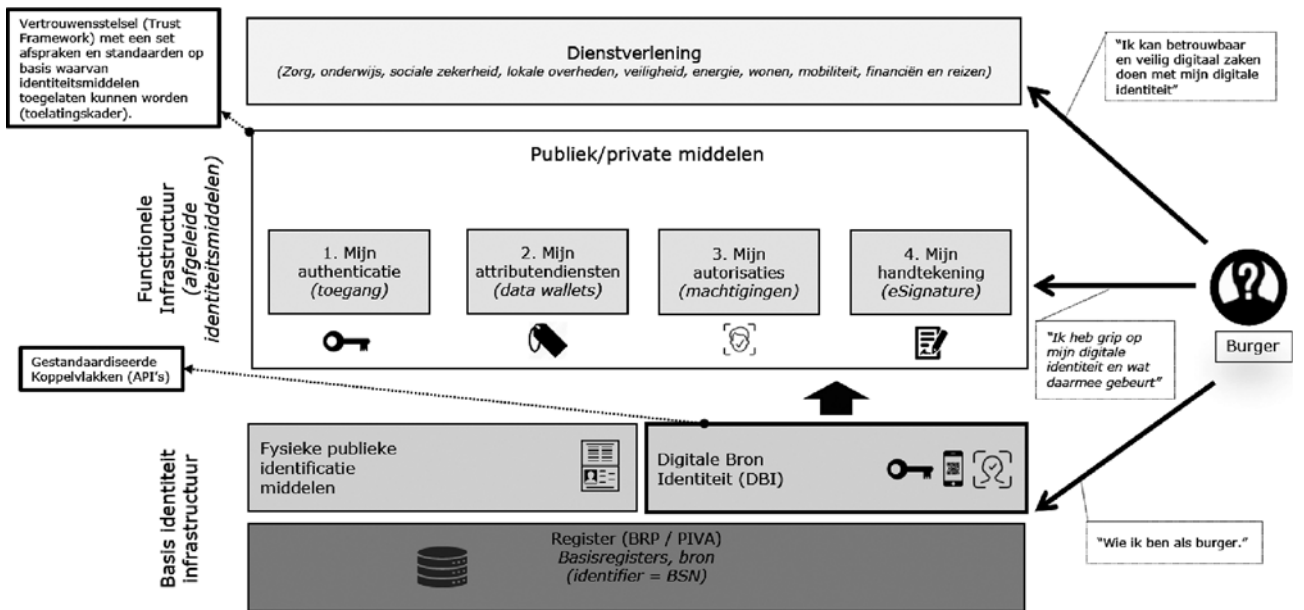 Vertrouwensstelsel (Trust
Framework) met een set
afspraken en standaarden op
basis waarvan
identiteitsmiddelen
toegelaten kunnen worden
(toelatingskader).
Dienstverlening
(Zorg, onderwijs, sociale zekerheid, lokale overheden, veiligheid, energie, wonen, mobiliteit, financiën en reizen)
"Ik kan betrouwbaar
en veilig digitaal zaken
doen met mijn digitale
identiteit"
Functionele
Infrastructuur
(afgeleide
identiteitsmiddelen)
Publiek/private middelen
1. Mijn
authenticatie
(toegang)
2. Mijn
attributendiensten
(data wallets)
3. Mijn
autorisaties
(machtigingen)
4. Mijn
handtekening
(eSignature)
Burger
"Ik heb grip op
mijn digitale
identiteit en wat
daarmee gebeurt"
Gestandaardiseerde
Koppelvlakken (API's)
Basis identiteit
infrastructuur
Fysieke publieke
identificatie
middelen
Digitale Bron
Identiteit (DBI)
Register (BRP / PIVA)
Basisregisters, bron
(identifier = BSN)
"Wie ik ben als burger."